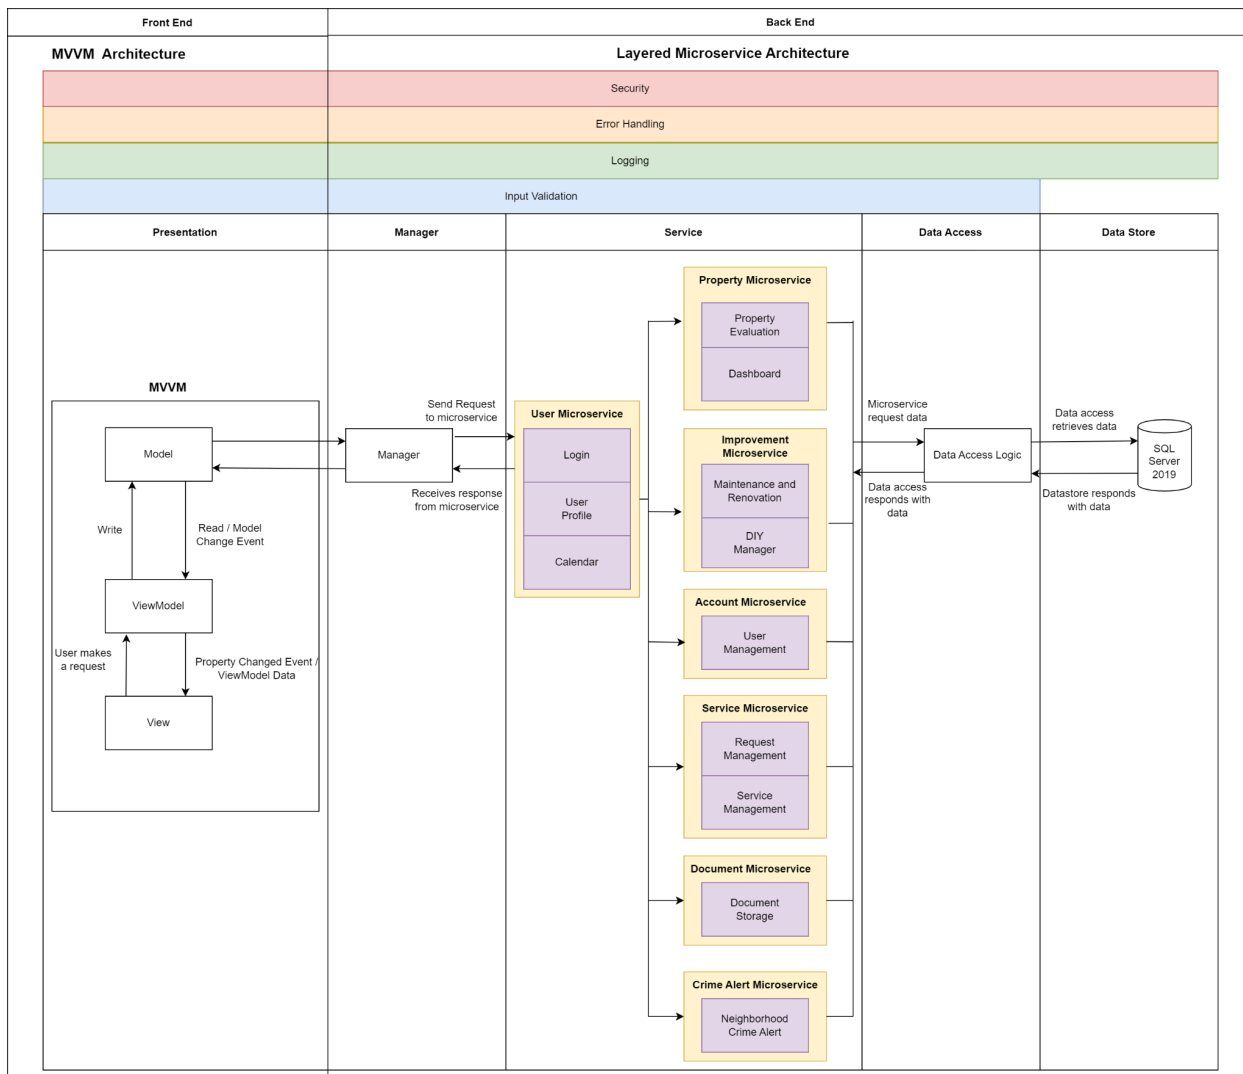 Front End
Back End
MVVM  Architecture
Layered Microservice Architecture
Security
Error Handling
Logging
Input Validation
Presentation
Manager
Service
Data Access
Data Store
MVVM
Model
Write
Read / Model
Change Event
ViewModel
User makes
a request
Property Changed Event /
ViewModel Data
View
Manager
Send Request
to microservice
Receives response
from microservice
User Microservice
Login
User
Profile
Calendar
Property Microservice
Property
Evaluation
Dashboard
Improvement
Microservice
Maintenance and
Renovation
DIY
Manager
Account Microservice
User
Management
Service Microservice
Request
Management
Service
Management
Document Microservice
Document
Storage
Crime Alert Microservice
Neighborhood
Crime Alert
Microservice
request data
Data access
responds with
data
Data Access Logic
Data access
retrieves data
Datastore responds
with data
SQL
Server
2019